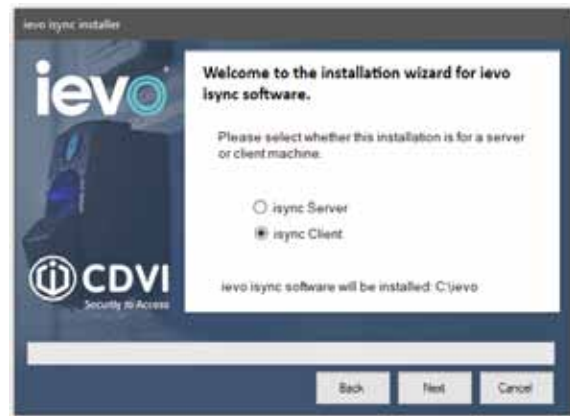 ievo isync installer
ievo
Welcome to the installation wizard for ievo
isync software.
Please select whether this installation is for a server
or client machine.
isync Server
isync Client
CDVI
Security to Access
ievo isync software will be installed: C:\ievo
Back
Next
Cancel